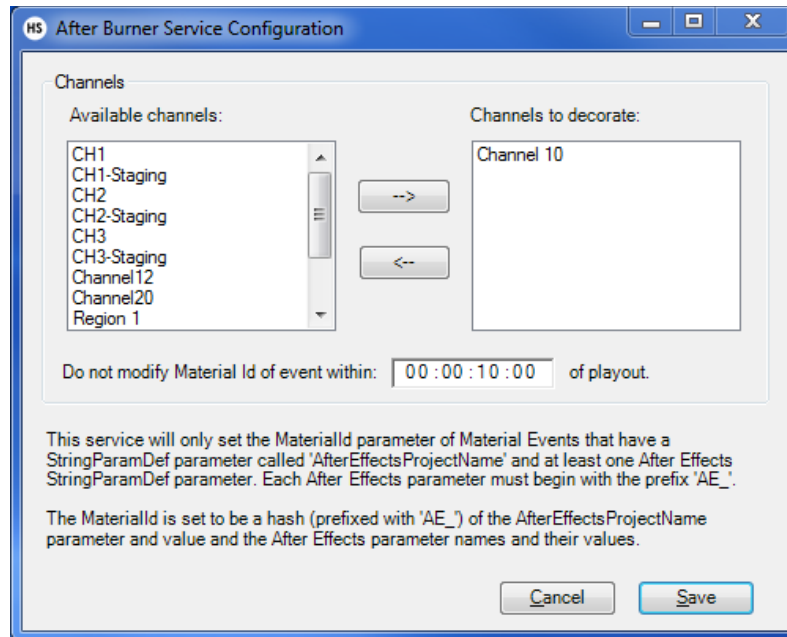 HS After Burner Service Configuration
Channels
Available channels:
Channels to decorate:
CH1
CH1-Staging
CH2
CH2-Staging
CH3
CH3-Staging
Channel12
Channel20
Region 1
-->
<--
Channel 10
Do not modify Material Id of event within: 00:00:10:00 of playout.
This service will only set the MaterialId parameter of Material Events that have a
StringParamDef parameter called 'AfterEffectsProjectName' and at least one After Effects
StringParamDef parameter. Each After Effects parameter must begin with the prefix 'AE_'.
The MaterialId is set to be a hash (prefixed with 'AE_') of the AfterEffectsProjectName
parameter and value and the After Effects parameter names and their values.
Cancel Save